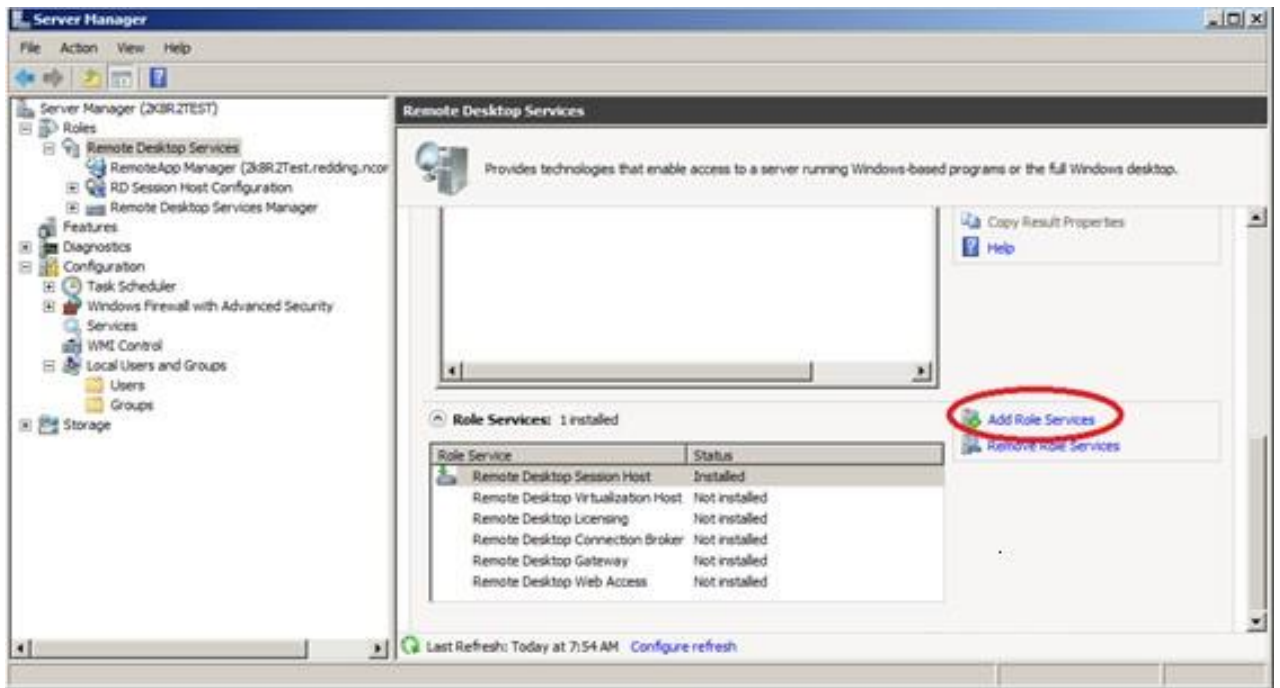 Server Manager
File Action View Help
Server Manager (2K8R2TEST)
Roles
Remote Desktop Services
RemoteApp Manager (2k8R2Test.redding.ncor
RD Session Host Configuration
Remote Desktop Services Manager
Features
Diagnostics
Configuration
Task Scheduler
Windows Firewall with Advanced Security
Services
WMI Control
Local Users and Groups
Users
Groups
Storage
Remote Desktop Services
Provides technologies that enable access to a server running Windows-based programs or the full Windows desktop.
Copy Result Properties
Help
Role Services: 1 installed
Add Role Services
Remove Role Services
Role Service Status
Remote Desktop Session Host Installed
Remote Desktop Virtualization Host Not installed
Remote Desktop Licensing Not installed
Remote Desktop Connection Broker Not installed
Remote Desktop Gateway Not installed
Remote Desktop Web Access Not installed
Last Refresh: Today at 7:54 AM Configure refresh